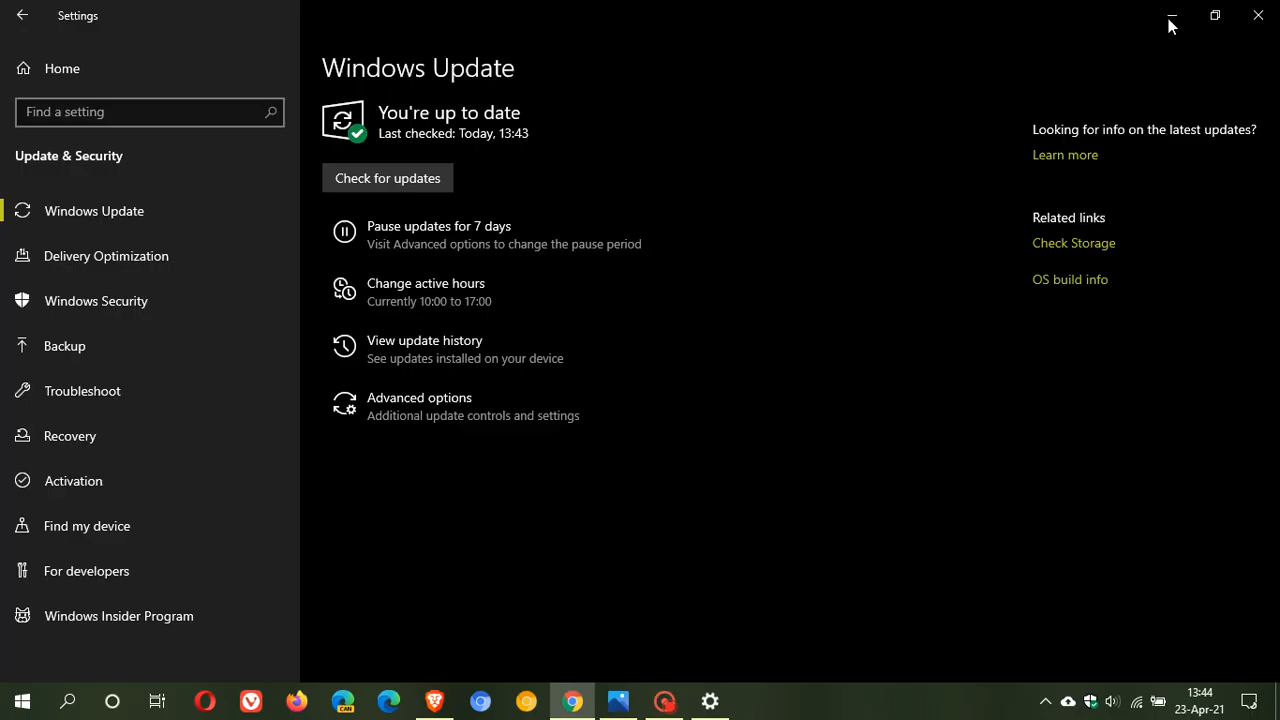 Settings
Home
Find a setting
Update & Security
Windows Update
Delivery Optimization
Windows Security
Backup
Troubleshoot
Recovery
Activation
Find my device
For developers
Windows Insider Program
Windows Update
You're up to date
Last checked: Today, 13:43
Check for updates
Pause updates for 7 days
Visit Advanced options to change the pause period
Change active hours
Currently 10:00 to 17:00
View update history
See updates installed on your device
Advanced options
Additional update controls and settings
Looking for info on the latest updates?
Learn more
Related links
Check Storage
OS build info
CAN
13:44
23-Apr-21